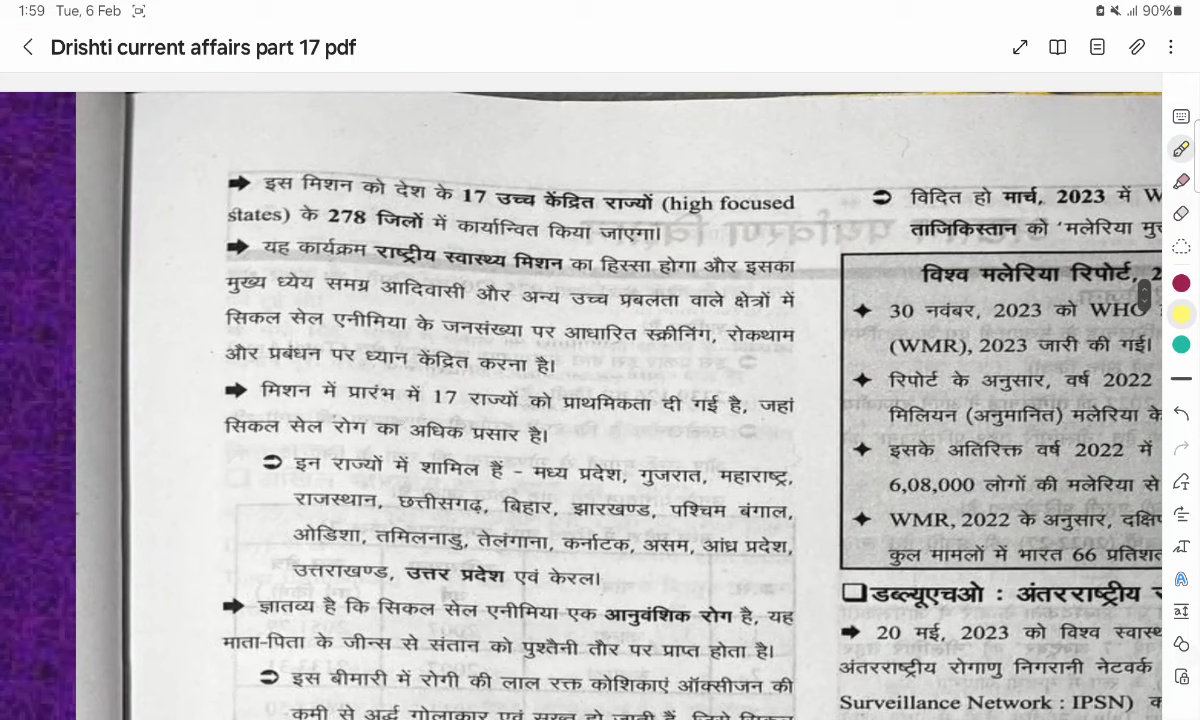 1:59 Tue, 6 Feb
90%
Drishti current affairs part 17 pdf
➡ इस मिशन को देश के 17 उच्च केंद्रित राज्यों (high focused
states) के 278 जिलों में कार्यान्वित किया जाएगा।
➡ यह कार्यक्रम राष्ट्रीय स्वास्थ्य मिशन का हिस्सा होगा और इसका
मुख्य ध्येय समग्र आदिवासी और अन्य उच्च प्रबलता वाले क्षेत्रों में
सिकल सेल एनीमिया के जनसंख्या पर आधारित स्क्रीनिंग, रोकथाम
और प्रबंधन पर ध्यान केंद्रित करना है।
➡ मिशन में प्रारंभ में 17 राज्यों को प्राथमिकता दी गई है, जहां
सिकल सेल रोग का अधिक प्रसार है।
➲ इन राज्यों में शामिल हैं - मध्य प्रदेश, गुजरात, महाराष्ट्र,
राजस्थान, छत्तीसगढ़, बिहार, झारखण्ड, पश्चिम बंगाल,
ओडिशा, तमिलनाडु, तेलंगाना, कर्नाटक, असम, आंध्र प्रदेश,
उत्तराखण्ड, उत्तर प्रदेश एवं केरल।
➡ ज्ञातव्य है कि सिकल सेल एनीमिया एक आनुवंशिक रोग है, यह
माता-पिता के जीन्स से संतान को पुश्तैनी तौर पर प्राप्त होता है।
➲ इस बीमारी में रोगी की लाल रक्त कोशिकाएं ऑक्सीजन की
कमी से अर्द्ध गोलाकार एवं सख्त हो जाती हैं, जिसे सिकल
➲ विदित हो मार्च, 2023 में W
ताजिकिस्तान को 'मलेरिया मु
विश्व मलेरिया रिपोर्ट, 2
✦ 30 नवंबर, 2023 को WHO
(WMR), 2023 जारी की गई।
✦ रिपोर्ट के अनुसार, वर्ष 2022
मिलियन (अनुमानित) मलेरिया के
✦ इसके अतिरिक्त वर्ष 2022 में
6,08,000 लोगों की मलेरिया से
✦ WMR, 2022 के अनुसार, दक्षि
कुल मामलों में भारत 66 प्रतिशत
❑ डब्ल्यूएचओ : अंतरराष्ट्रीय
➡ 20 मई, 2023 को विश्व स्वास्थ
अंतरराष्ट्रीय रोगाणु निगरानी नेटवर्क
Surveillance Network : IPSN) क